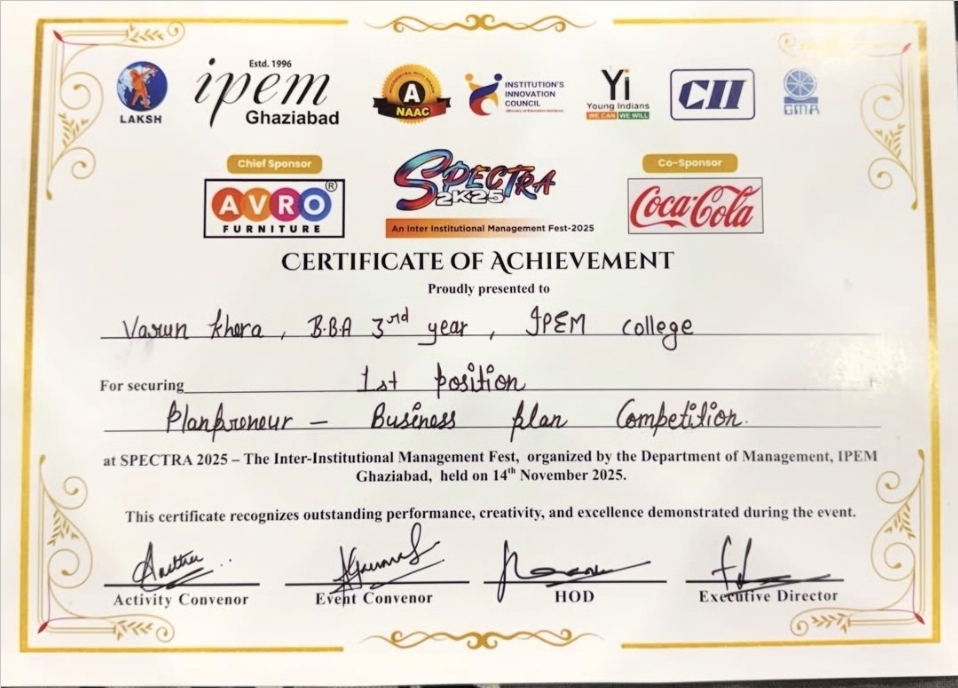 LAKSH
Estd. 1996
ipem
Ghaziabad
A
NAAC
INSTITUTION'S
INNOVATION
COUNCIL
Yi
Young Indians
WE CAN WE WILL
CII
GMA
Chief Sponsor
AVRO®
FURNITURE
SPECTRA
2K25
An Inter Institutional Management Fest-2025
Co-Sponsor
Coca-Cola
CERTIFICATE OF ACHIEVEMENT
Proudly presented to
Varun Khera, B.B.A 3rd year, IPEM college
For securing 1st position
Planpreneur – Business plan Competition.
at SPECTRA 2025 – The Inter-Institutional Management Fest, organized by the Department of Management, IPEM
Ghaziabad, held on 14th November 2025.
This certificate recognizes outstanding performance, creativity, and excellence demonstrated during the event.
Activity Convenor
Event Convenor
HOD
Executive Director